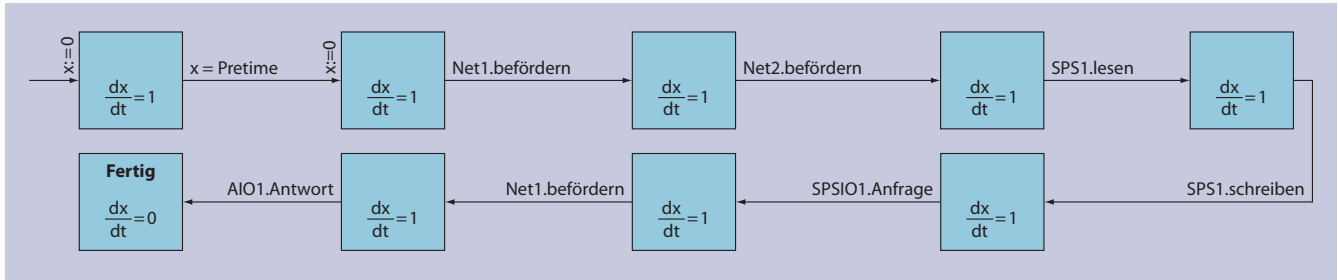 x:=0
dx/dt = 1
x = Pretime
x:=0
dx/dt = 1
Net1.befördern
dx/dt = 1
Net2.befördern
dx/dt = 1
SPS1.lesen
dx/dt = 1
SPS1.schreiben
dx/dt = 1
SPSIO1.Anfrage
dx/dt = 1
Net1.befördern
dx/dt = 1
AIO1.Antwort
Fertig
dx/dt = 0